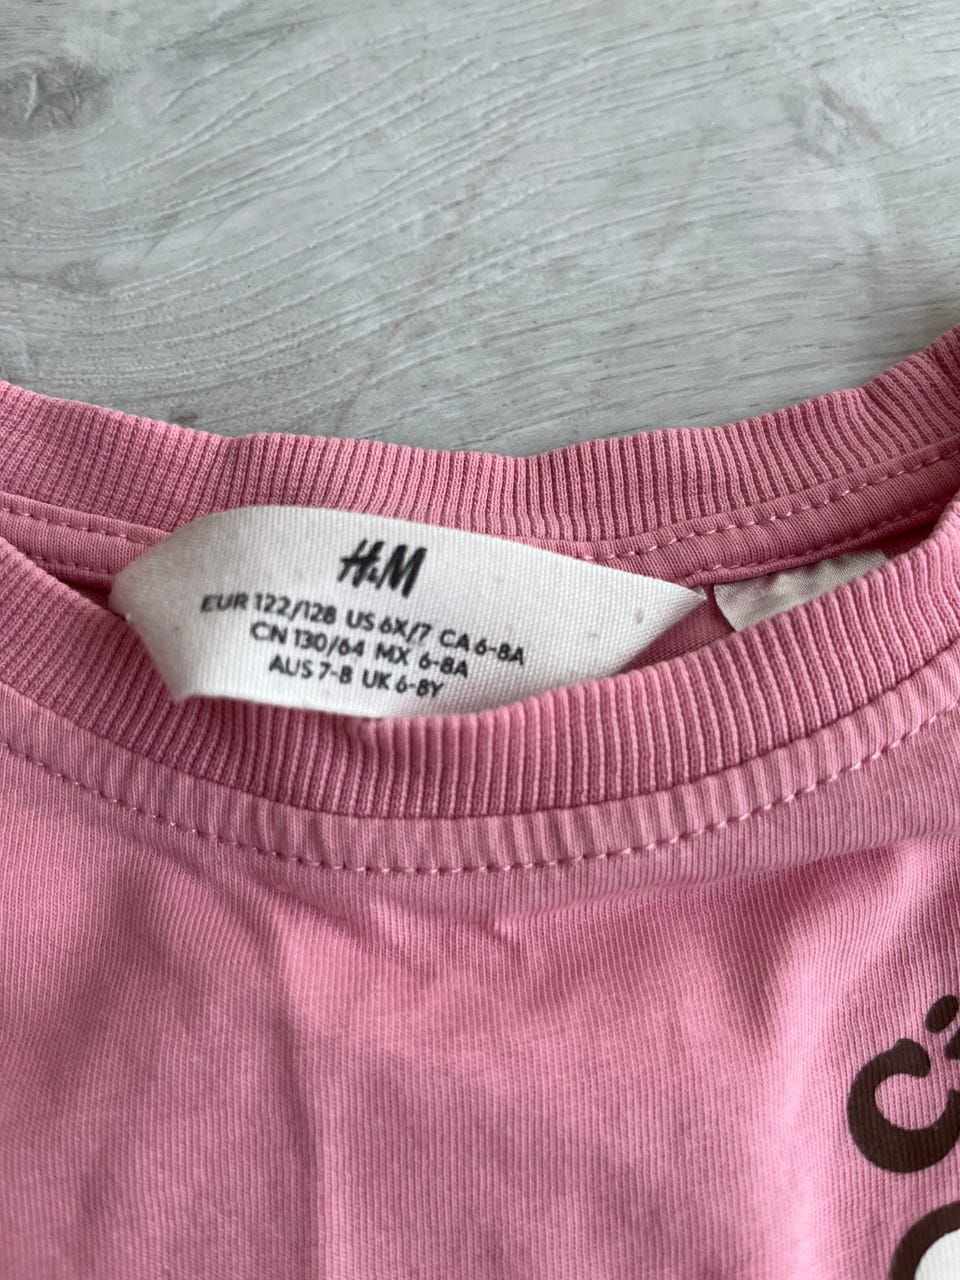 H&M
EUR 122/128 US 6X/7 CA 6-8A
CN 130/64 MX 6-8A
AUS 7-8 UK 6-8Y